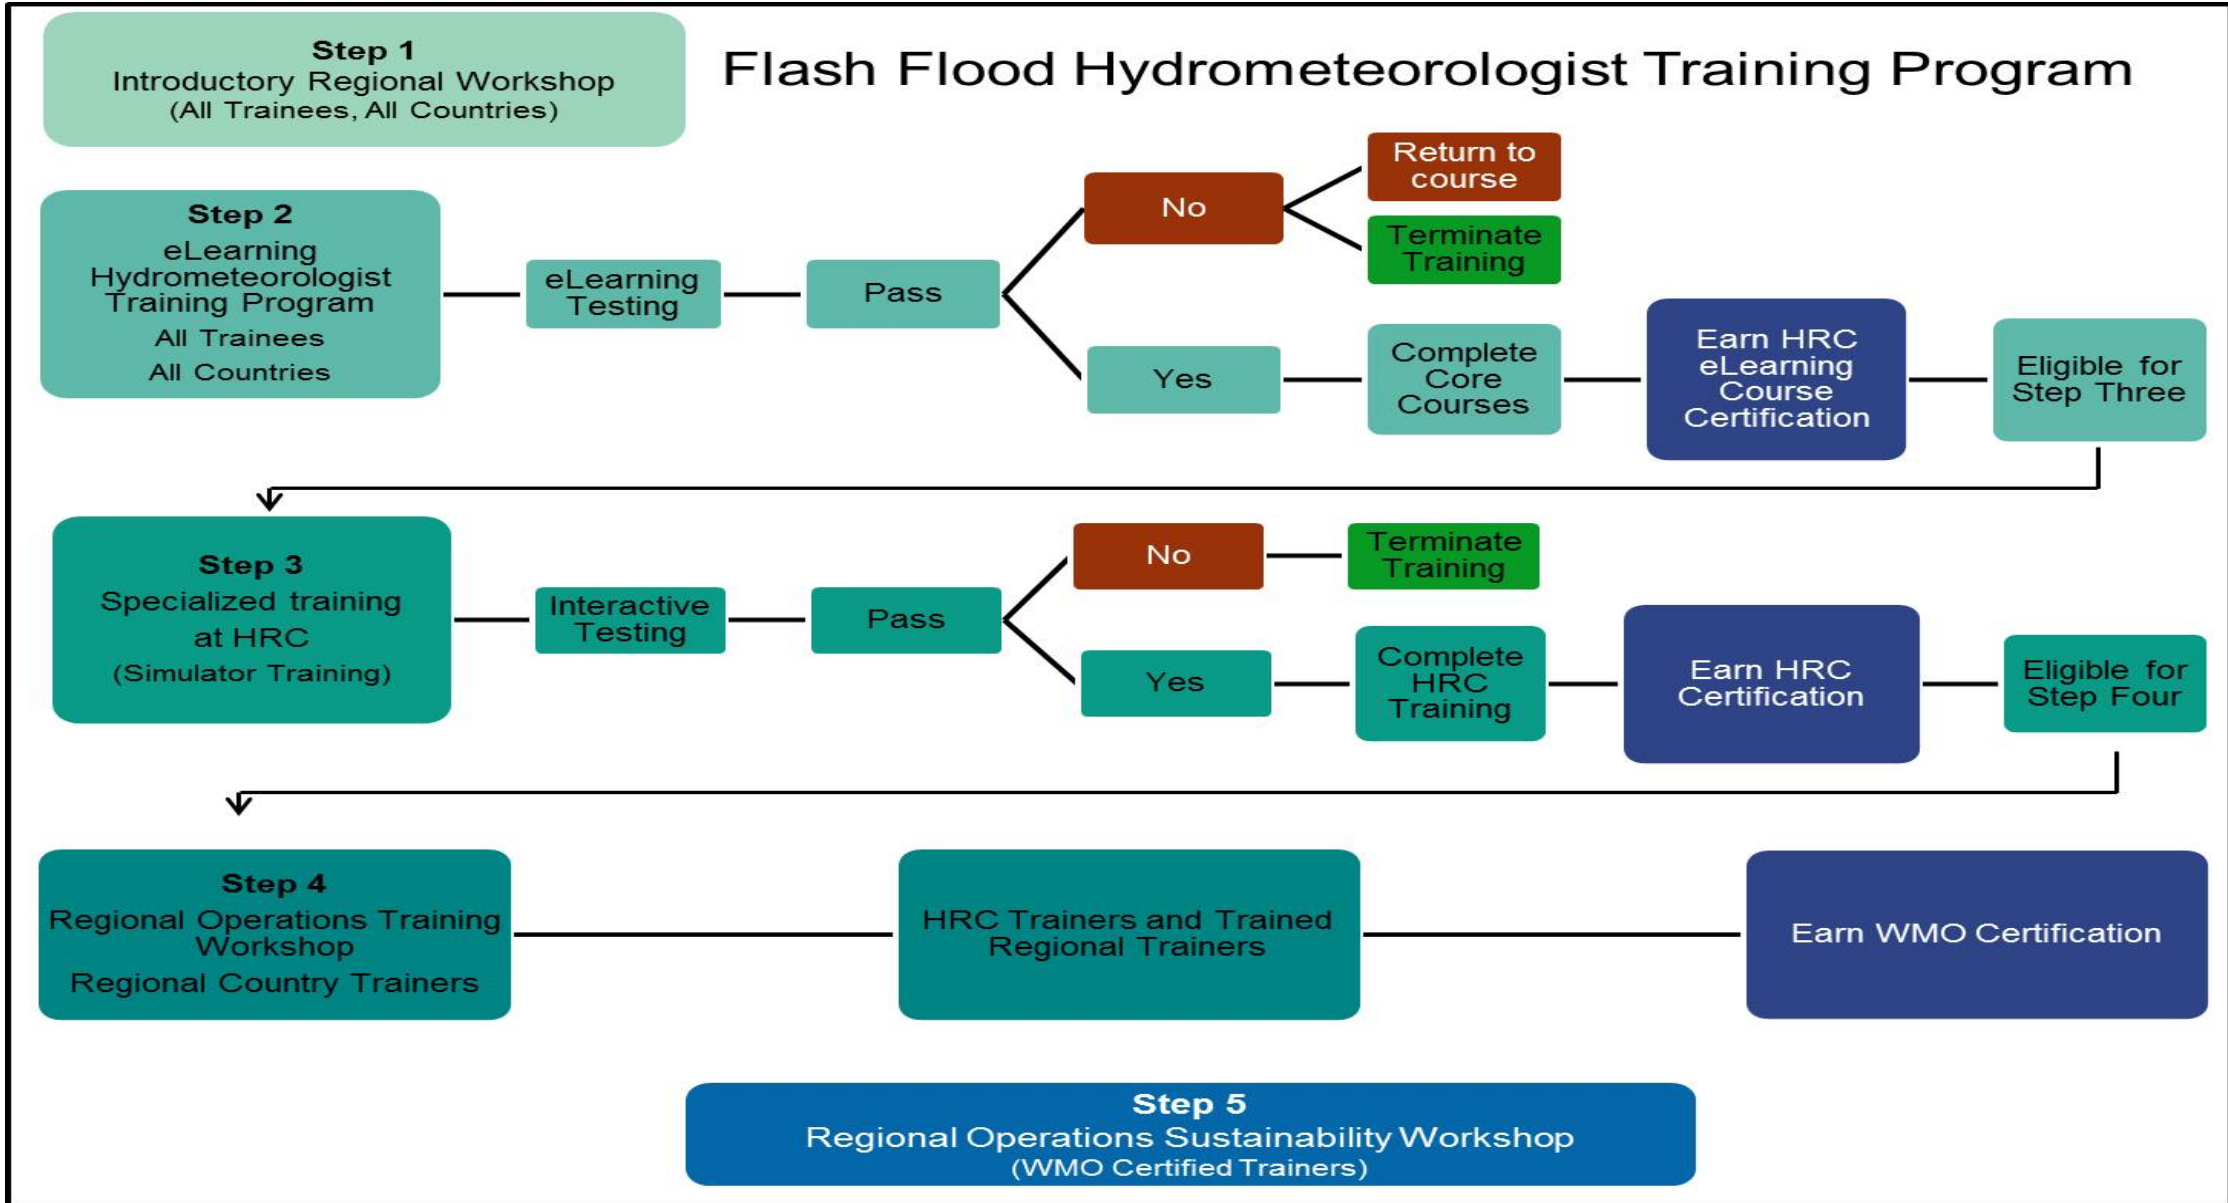 Step 1
Introductory Regional Workshop
(All Trainees, All Countries)
Flash Flood Hydrometeorologist Training Program
Step 2
eLearning
Hydrometeorologist
Training Program
All Trainees
All Countries
eLearning
Testing
Pass
No
Return to
course
Terminate
Training
Yes
Complete
Core
Courses
Earn HRC
eLearning
Course
Certification
Eligible for
Step Three
Step 3
Specialized training
at HRC
(Simulator Training)
Interactive
Testing
Pass
No
Terminate
Training
Yes
Complete
HRC
Training
Earn HRC
Certification
Eligible for
Step Four
Step 4
Regional Operations Training
Workshop
Regional Country Trainers
HRC Trainers and Trained
Regional Trainers
Earn WMO Certification
Step 5
Regional Operations Sustainability Workshop
(WMO Certified Trainers)